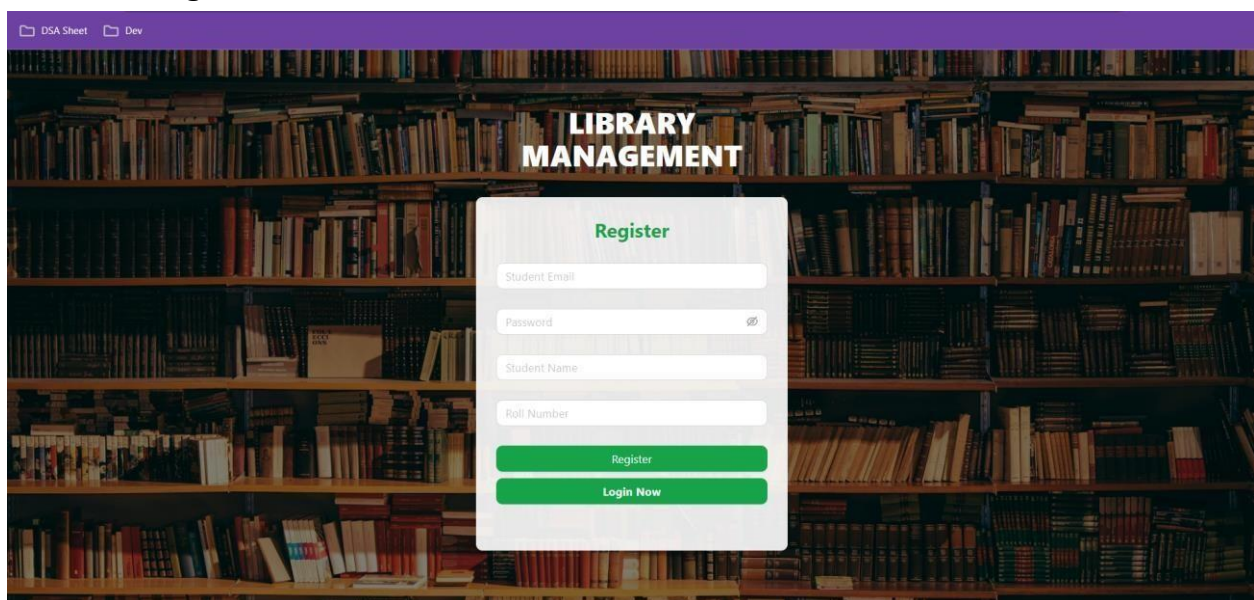 DSA Sheet Dev
LIBRARY
MANAGEMENT
Register
Student Email
Password
Student Name
Roll Number
Register
Login Now